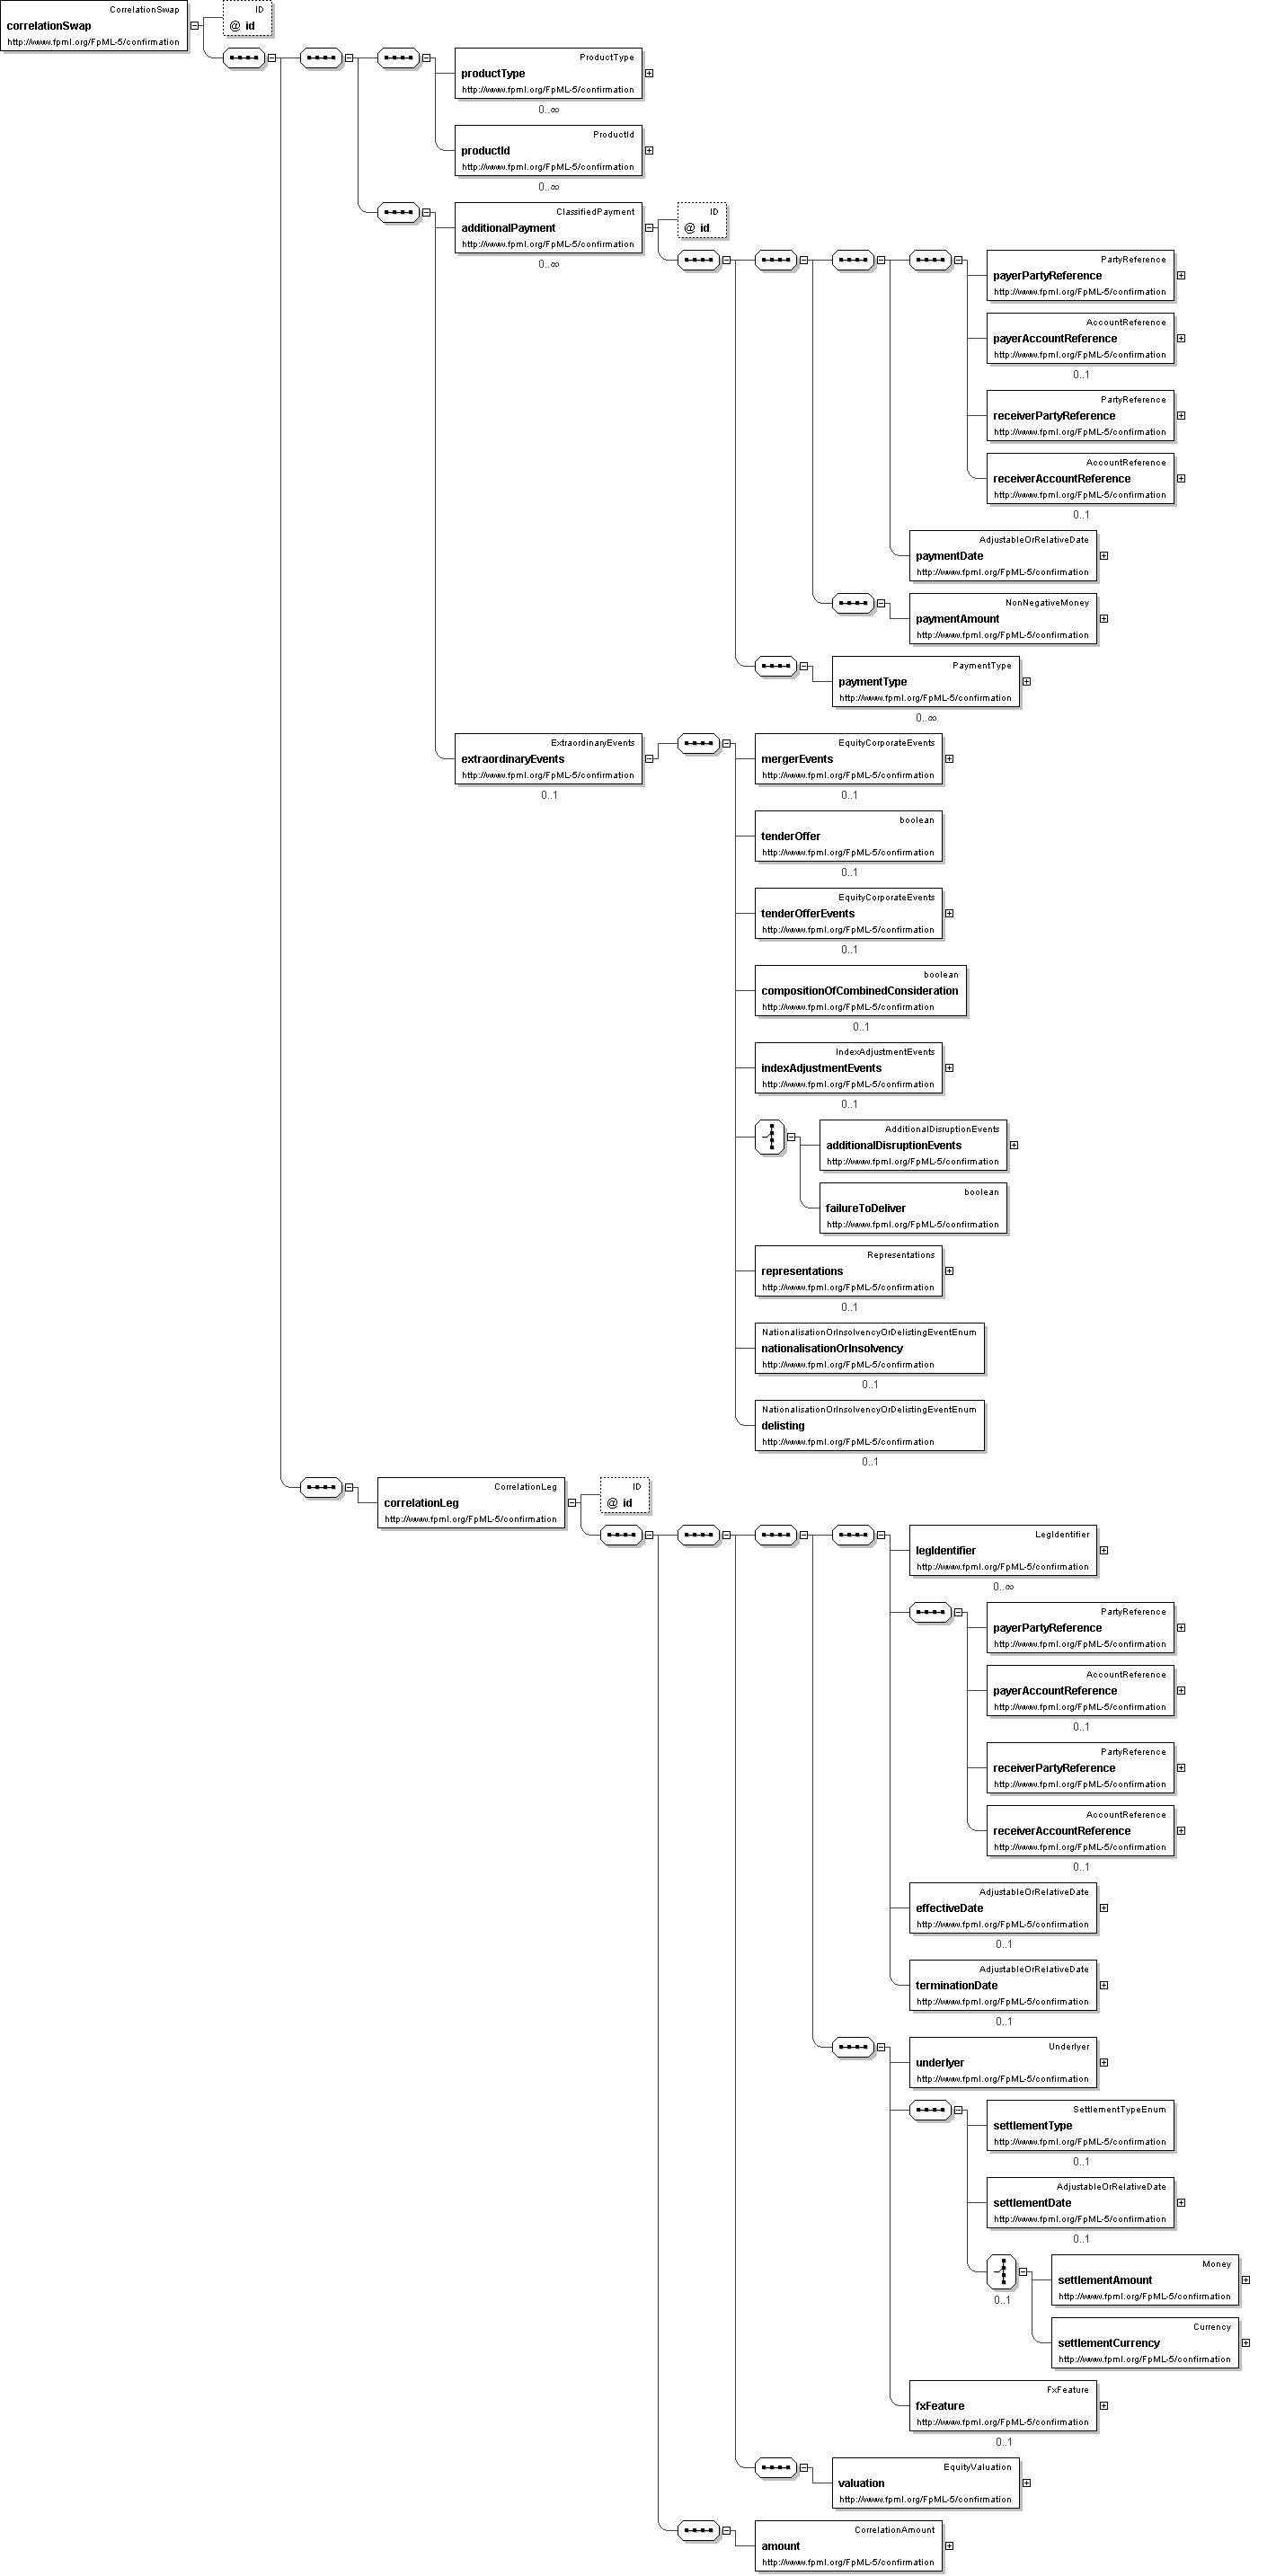 CorrelationSwap
correlationSwap
http://www.fpml.org/FpML-5/confirmation
ID
@ id
ProductType
productType
http://www.fpml.org/FpML-5/confirmation
0..∞
ProductId
productId
http://www.fpml.org/FpML-5/confirmation
0..∞
ClassifiedPayment
additionalPayment
http://www.fpml.org/FpML-5/confirmation
0..∞
ID
@ id
PartyReference
payerPartyReference
http://www.fpml.org/FpML-5/confirmation
AccountReference
payerAccountReference
http://www.fpml.org/FpML-5/confirmation
0..1
PartyReference
receiverPartyReference
http://www.fpml.org/FpML-5/confirmation
AccountReference
receiverAccountReference
http://www.fpml.org/FpML-5/confirmation
0..1
AdjustableOrRelativeDate
paymentDate
http://www.fpml.org/FpML-5/confirmation
NonNegativeMoney
paymentAmount
http://www.fpml.org/FpML-5/confirmation
PaymentType
paymentType
http://www.fpml.org/FpML-5/confirmation
0..∞
ExtraordinaryEvents
extraordinaryEvents
http://www.fpml.org/FpML-5/confirmation
0..1
EquityCorporateEvents
mergerEvents
http://www.fpml.org/FpML-5/confirmation
0..1
boolean
tenderOffer
http://www.fpml.org/FpML-5/confirmation
0..1
EquityCorporateEvents
tenderOfferEvents
http://www.fpml.org/FpML-5/confirmation
0..1
boolean
compositionOfCombinedConsideration
http://www.fpml.org/FpML-5/confirmation
0..1
IndexAdjustmentEvents
indexAdjustmentEvents
http://www.fpml.org/FpML-5/confirmation
0..1
AdditionalDisruptionEvents
additionalDisruptionEvents
http://www.fpml.org/FpML-5/confirmation
boolean
failureToDeliver
http://www.fpml.org/FpML-5/confirmation
Representations
representations
http://www.fpml.org/FpML-5/confirmation
0..1
NationalisationOrInsolvencyOrDelistingEventEnum
nationalisationOrInsolvency
http://www.fpml.org/FpML-5/confirmation
0..1
NationalisationOrInsolvencyOrDelistingEventEnum
delisting
http://www.fpml.org/FpML-5/confirmation
0..1
CorrelationLeg
correlationLeg
http://www.fpml.org/FpML-5/confirmation
ID
@ id
LegIdentifier
legIdentifier
http://www.fpml.org/FpML-5/confirmation
0..∞
PartyReference
payerPartyReference
http://www.fpml.org/FpML-5/confirmation
AccountReference
payerAccountReference
http://www.fpml.org/FpML-5/confirmation
0..1
PartyReference
receiverPartyReference
http://www.fpml.org/FpML-5/confirmation
AccountReference
receiverAccountReference
http://www.fpml.org/FpML-5/confirmation
0..1
AdjustableOrRelativeDate
effectiveDate
http://www.fpml.org/FpML-5/confirmation
0..1
AdjustableOrRelativeDate
terminationDate
http://www.fpml.org/FpML-5/confirmation
0..1
Underlyer
underlyer
http://www.fpml.org/FpML-5/confirmation
SettlementTypeEnum
settlementType
http://www.fpml.org/FpML-5/confirmation
0..1
AdjustableOrRelativeDate
settlementDate
http://www.fpml.org/FpML-5/confirmation
0..1
0..1
Money
settlementAmount
http://www.fpml.org/FpML-5/confirmation
Currency
settlementCurrency
http://www.fpml.org/FpML-5/confirmation
FxFeature
fxFeature
http://www.fpml.org/FpML-5/confirmation
0..1
EquityValuation
valuation
http://www.fpml.org/FpML-5/confirmation
CorrelationAmount
amount
http://www.fpml.org/FpML-5/confirmation